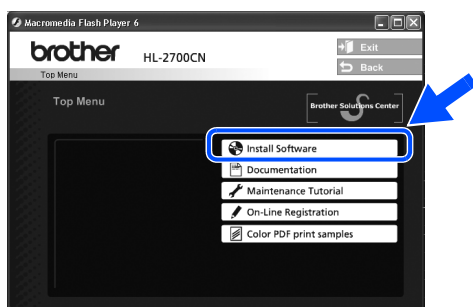 Macromedia Flash Player 6
brother
HL-2700CN
Exit
Back
Top Menu
Top Menu
Brother Solutions Center
Install Software
Documentation
Maintenance Tutorial
On-Line Registration
Color PDF print samples